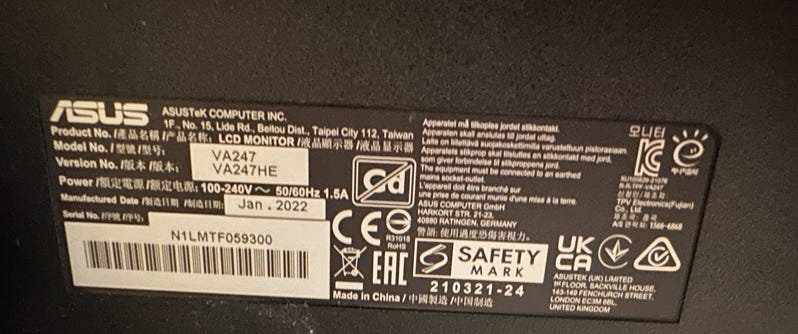 ASUS
ASUSTeK COMPUTER INC.
1F., No. 15, Lide Rd., Beitou Dist., Taipei City 112, Taiwan
Product No./產品名稱/产品名称: LCD MONITOR/液晶顯示器/液晶显示器
Model No./型號/型号: VA247
Version No./版本/版本: VA247HE
Power/額定電源/额定电源: 100-240V～ 50/60Hz 1.5A
Manufactured Date/製造日期/制造日期: Jan . 2022
Serial No./序號/序号:
N1LMTF059300
Cd
Apparatet må tilkoples jordet stikkontakt.
Apparaten skall anslutas till jordat uttag.
Laite on liitettävä suojakoskettimilla varustettuun pistorasiaan.
Apparatets stikprop skal tilsluttes en stikkontakt med jord,
som giver forbindelse til stikproppens jord.
The equipment must be connected to an earthed
mains socket-outlet.
L'appareil doit être branché sur
une prise de courant munie d'une mise à la terre.
ASUS COMPUTER GmbH
HARKORT STR. 21-23,
40880 RATINGEN, GERMANY
警語: 使用過度恐傷害視力。
CE
R31018
RoHS
EAC
SAFETY
MARK
210321-24
Made in China/中國製造/中国制造
모니터
TPV Electronics(Fujian)
Co., Ltd.
A/S 연락처: 1566-6868
UK
CA
ASUSTEK (UK) LIMITED
1ST FLOOR, SACKVILLE HOUSE,
143-149 FENCHURCH STREET,
LONDON EC3M 6BL,
UNITED KINGDOM